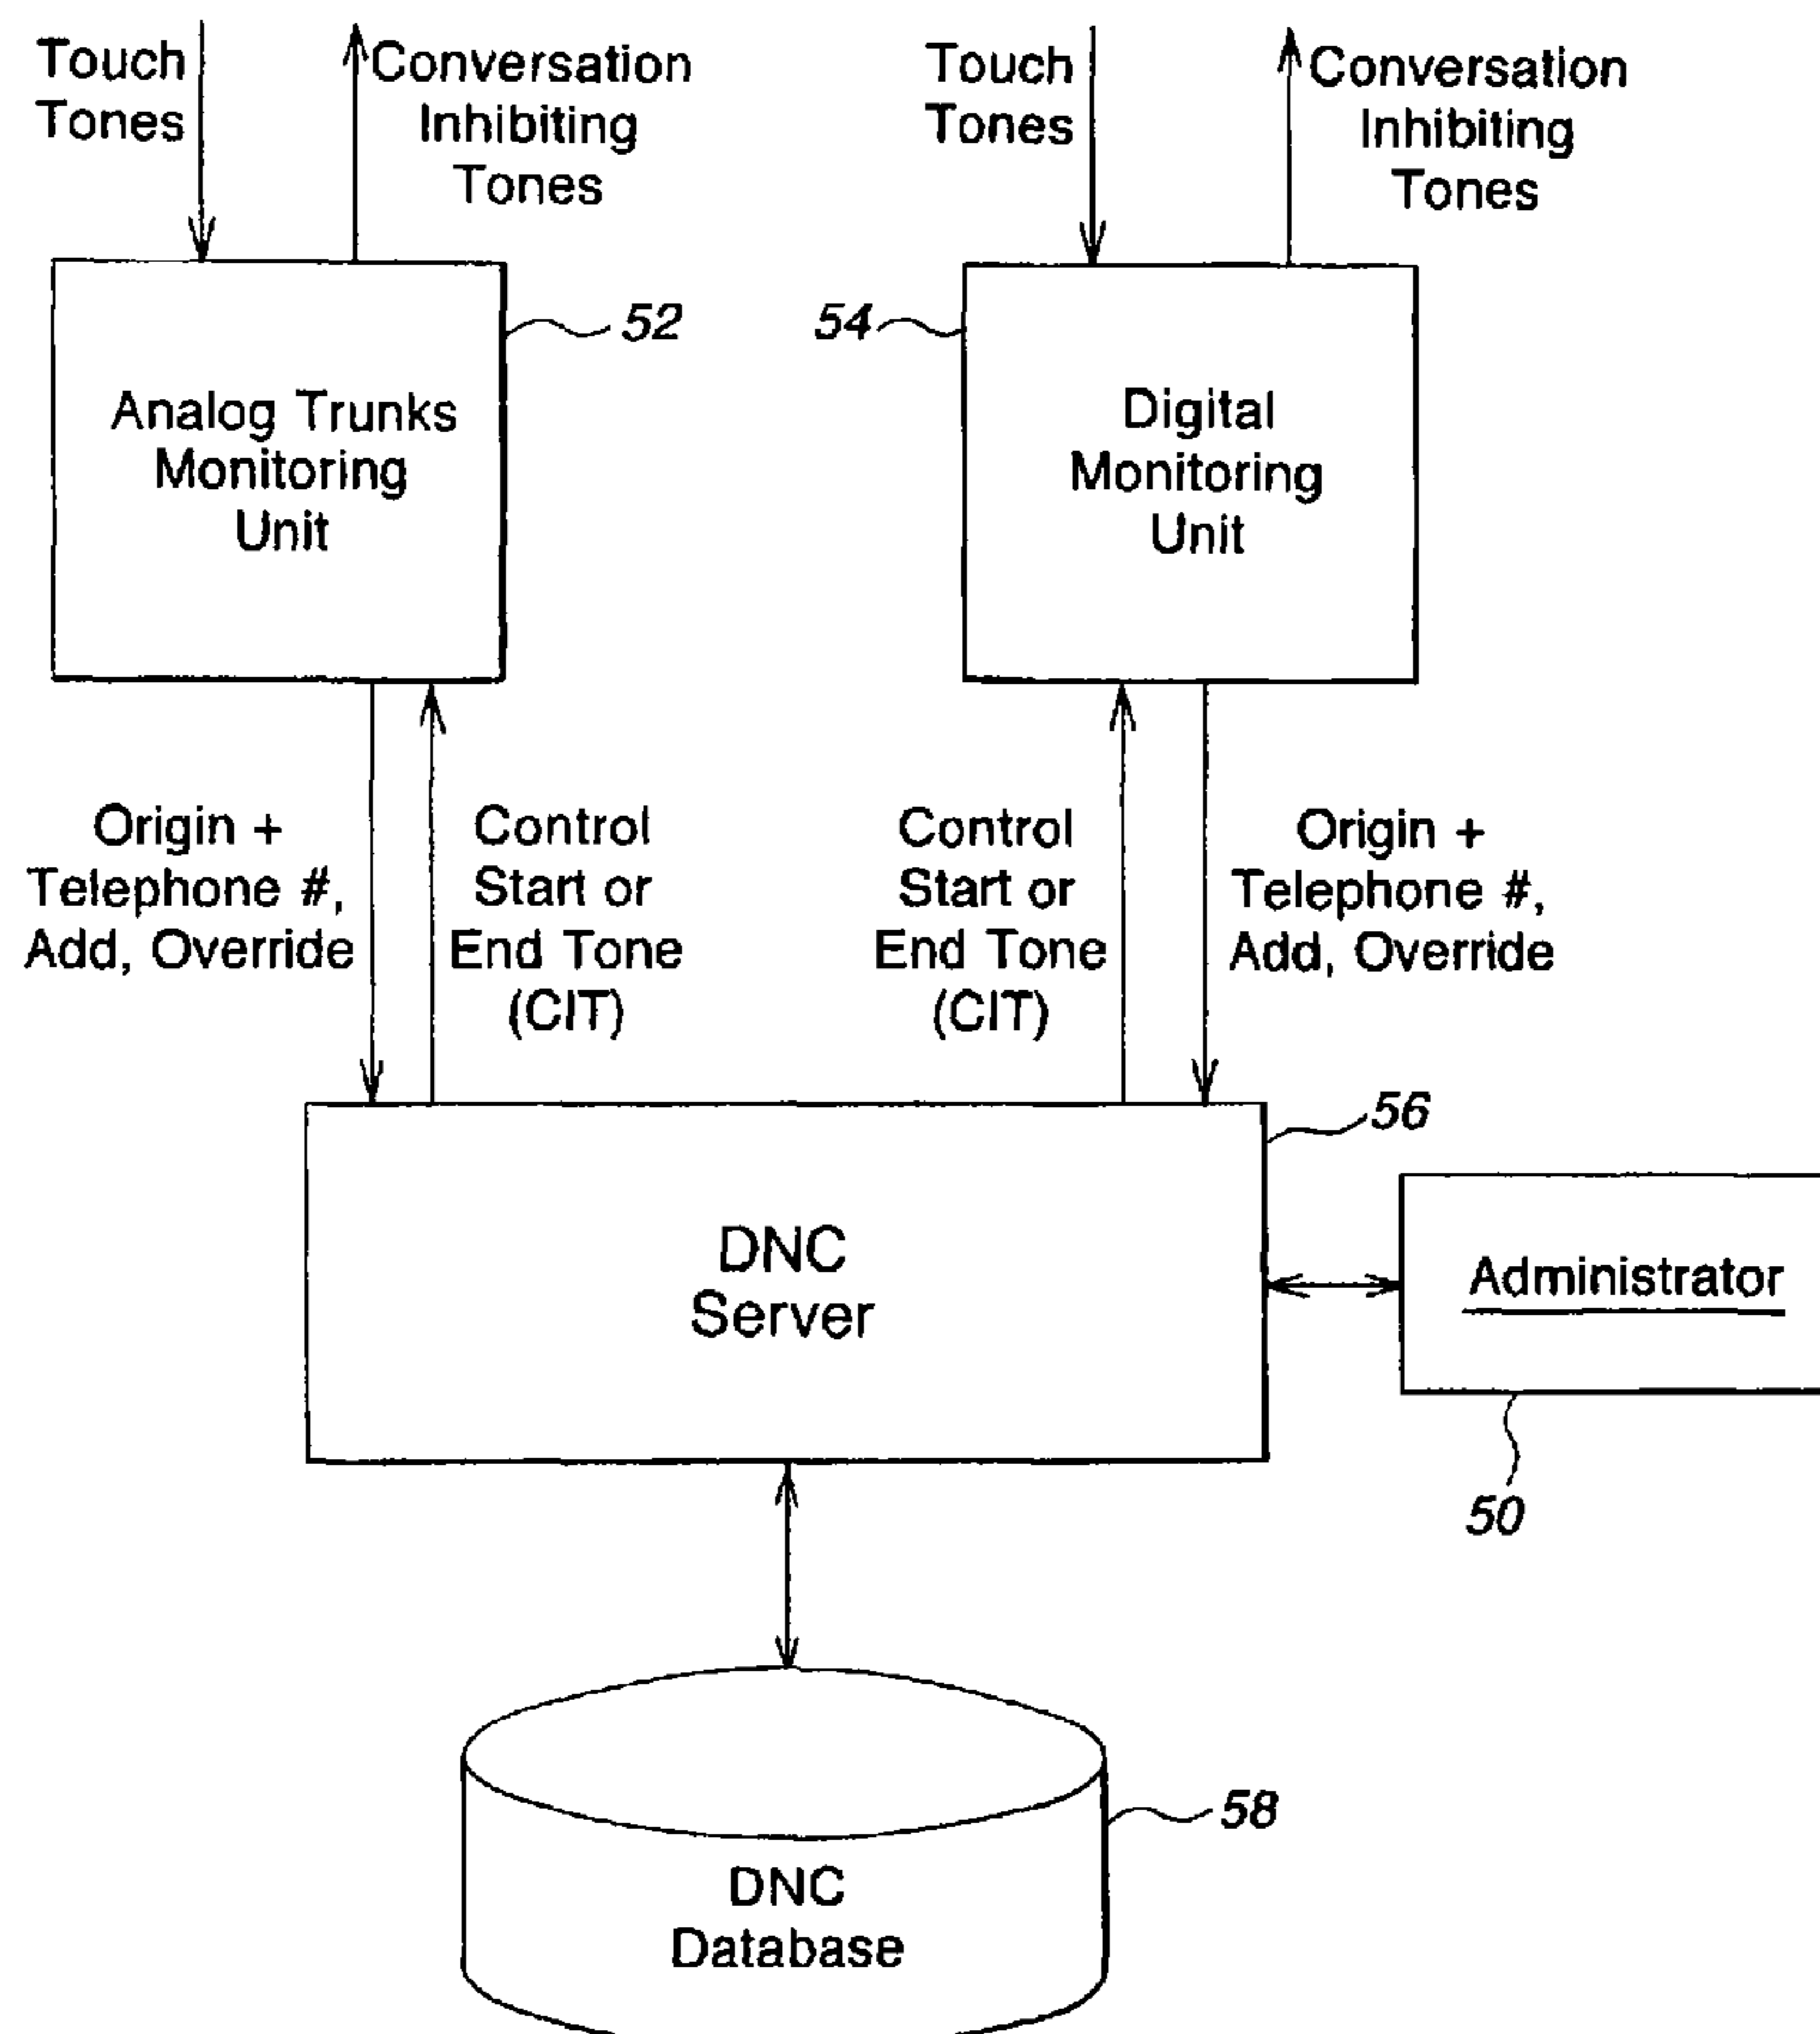 Touch
Tones
Conversation
Inhibiting
Tones
Touch
Tones
Conversation
Inhibiting
Tones
52
54
Analog Trunks
Monitoring
Unit
Digital
Monitoring
Unit
Origin +
Telephone #,
Add, Override
Control
Start or
End Tone
(CIT)
Control
Start or
End Tone
(CIT)
Origin +
Telephone #,
Add, Override
56
DNC
Server
Administrator
50
58
DNC
Database